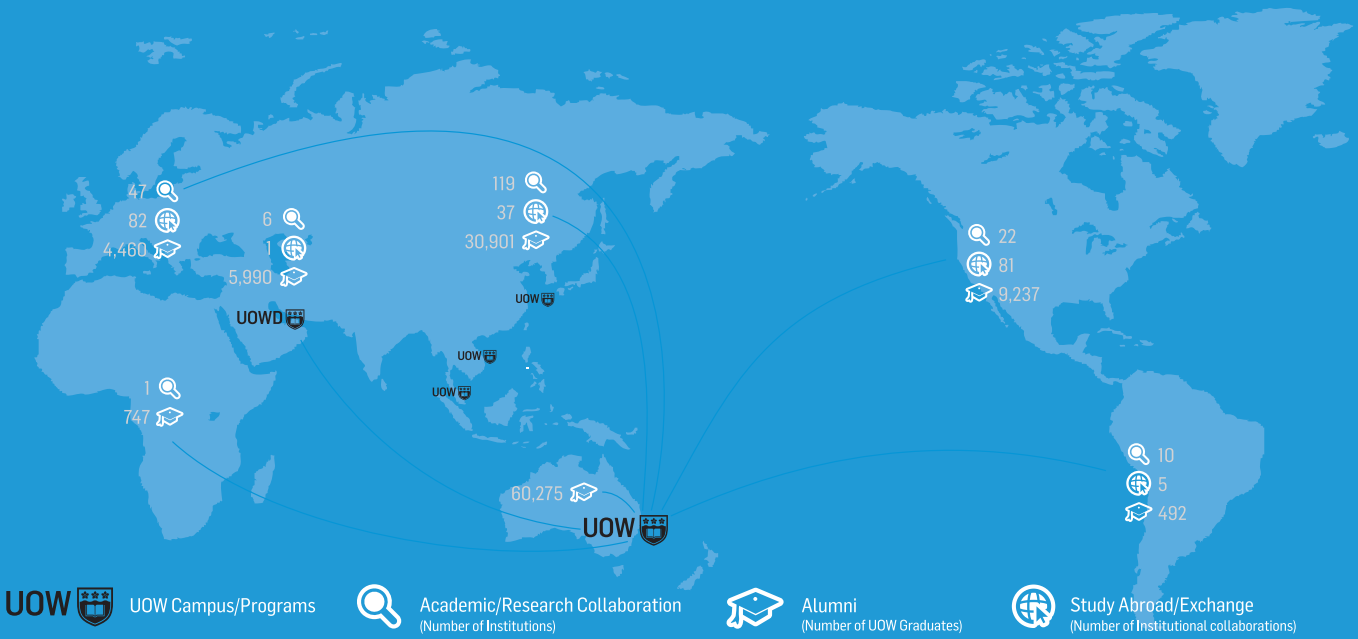 47
82
4,460
6
1
5,990
UOWD
119
37
30,901
UOW
UOW
UOW
1
747
22
81
9,237
10
5
492
60,275
UOW
UOW
UOW Campus/Programs
Academic/Research Collaboration
(Number of Institutions)
Alumni
(Number of UOW Graduates)
Study Abroad/Exchange
(Number of Institutional collaborations)